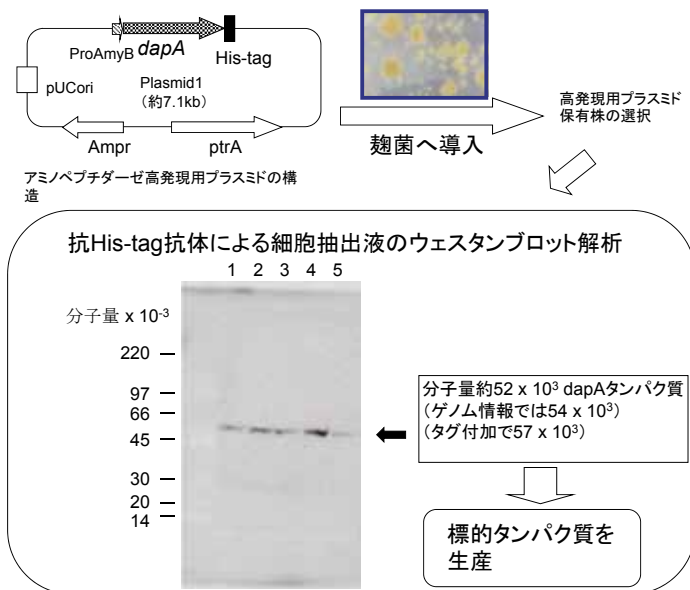 ProAmyB
dapA
His-tag
pUCori
Plasmid1
(約7.1kb)
Ampr
ptrA
アミノペプチダーゼ高発現用プラスミドの構
造
麹菌へ導入
高発現用プラスミド
保有株の選択
抗His-tag抗体による細胞抽出液のウェスタンブロット解析
1 2 3 4 5
分子量 x 10-3
220
97
66
45
30
20
14
分子量約52 x 103 dapAタンパク質
(ゲノム情報では54 x 103)
(タグ付加で57 x 103)
標的タンパク質を
生産